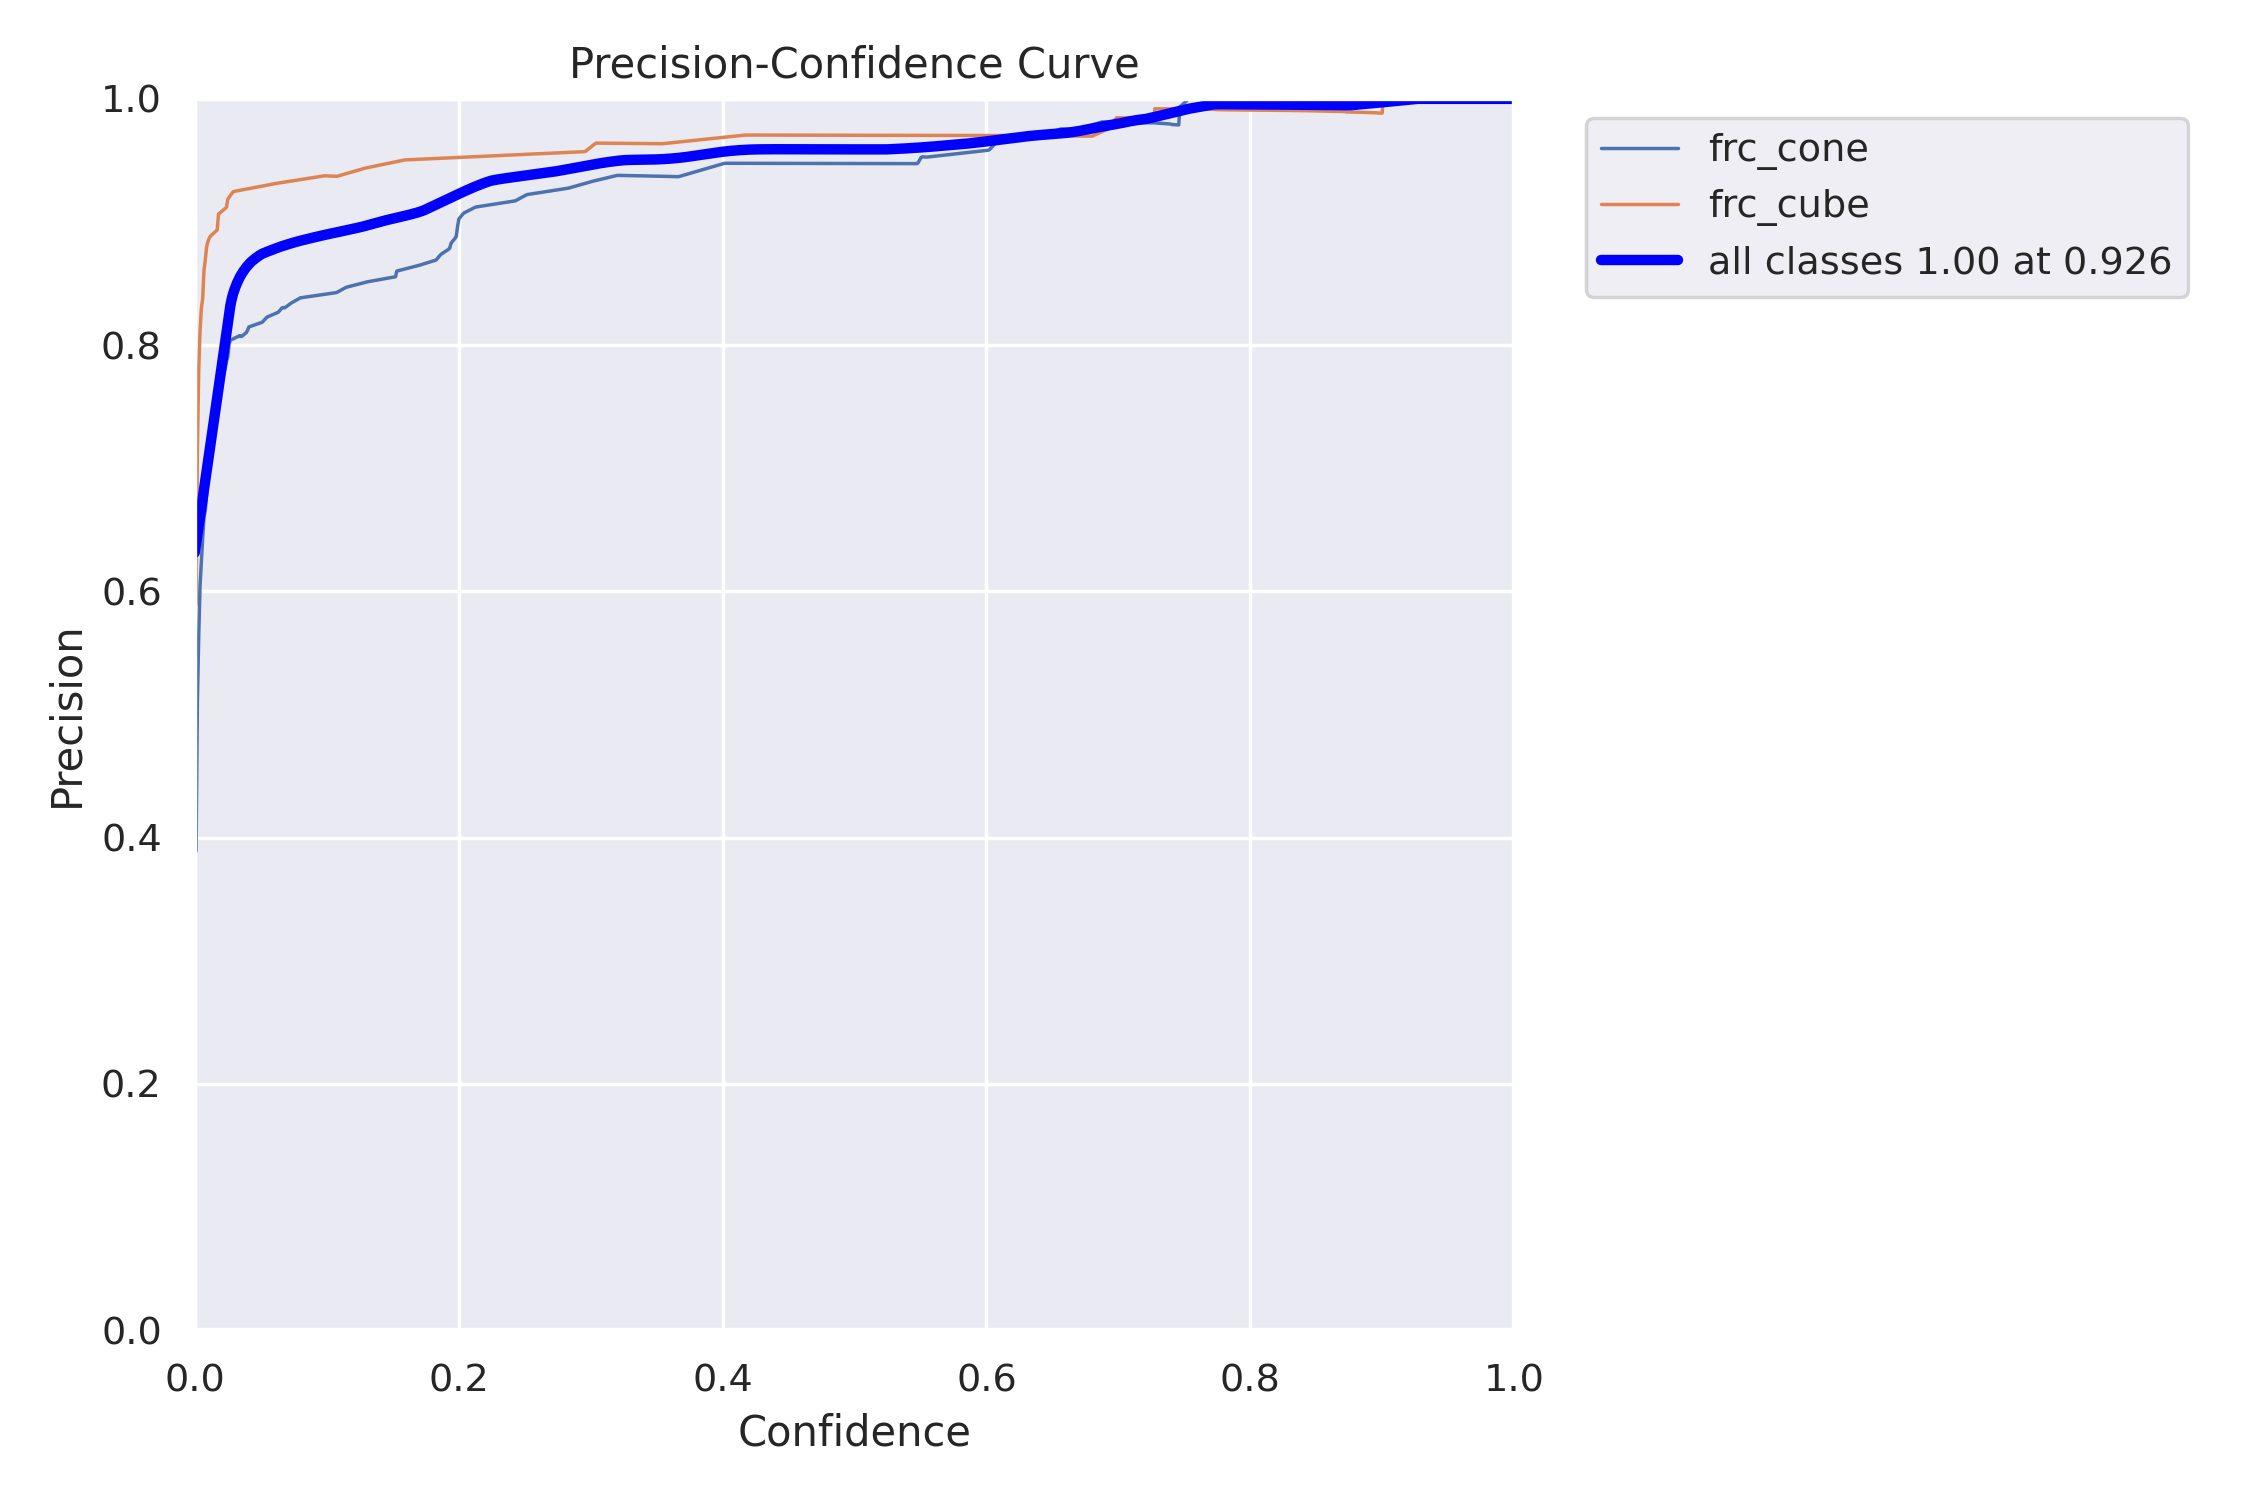 Precision-Confidence Curve
1.0
0.8
0.6
0.4
0.2
0.0
Precision
0.0 0.2 0.4 0.6 0.8 1.0
Confidence
frc_cone
frc_cube
all classes 1.00 at 0.926